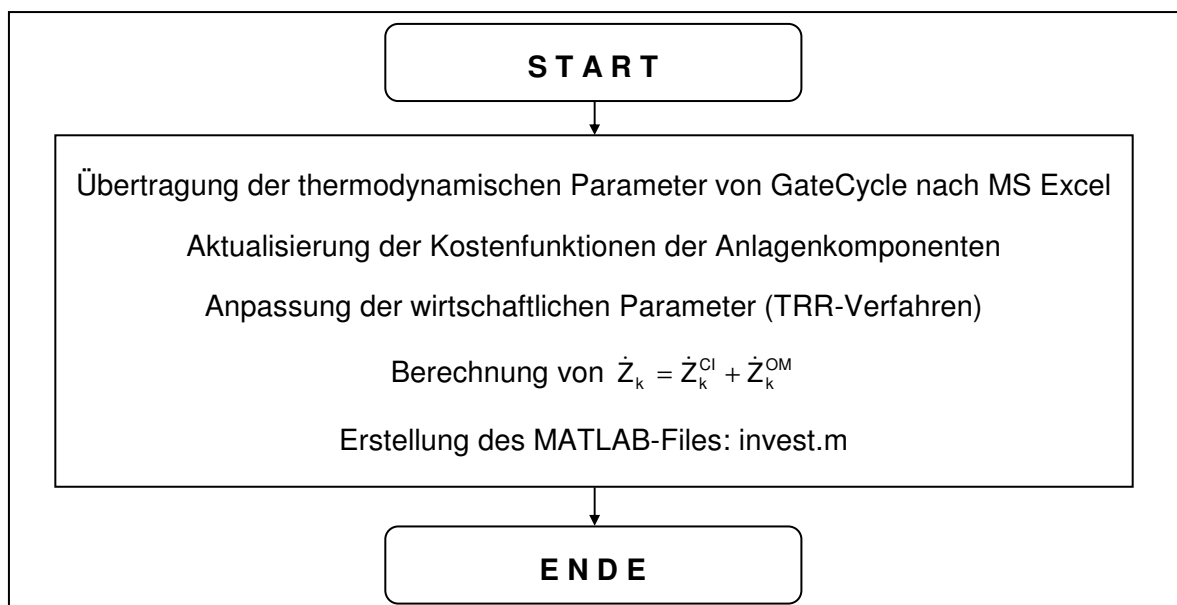 S T A R T
Übertragung der thermodynamischen Parameter von GateCycle nach MS Excel
Aktualisierung der Kostenfunktionen der Anlagenkomponenten
Anpassung der wirtschaftlichen Parameter (TRR-Verfahren)
Berechnung von Ż_k = Ż_k^CI + Ż_k^OM
Erstellung des MATLAB-Files: invest.m
E N D E